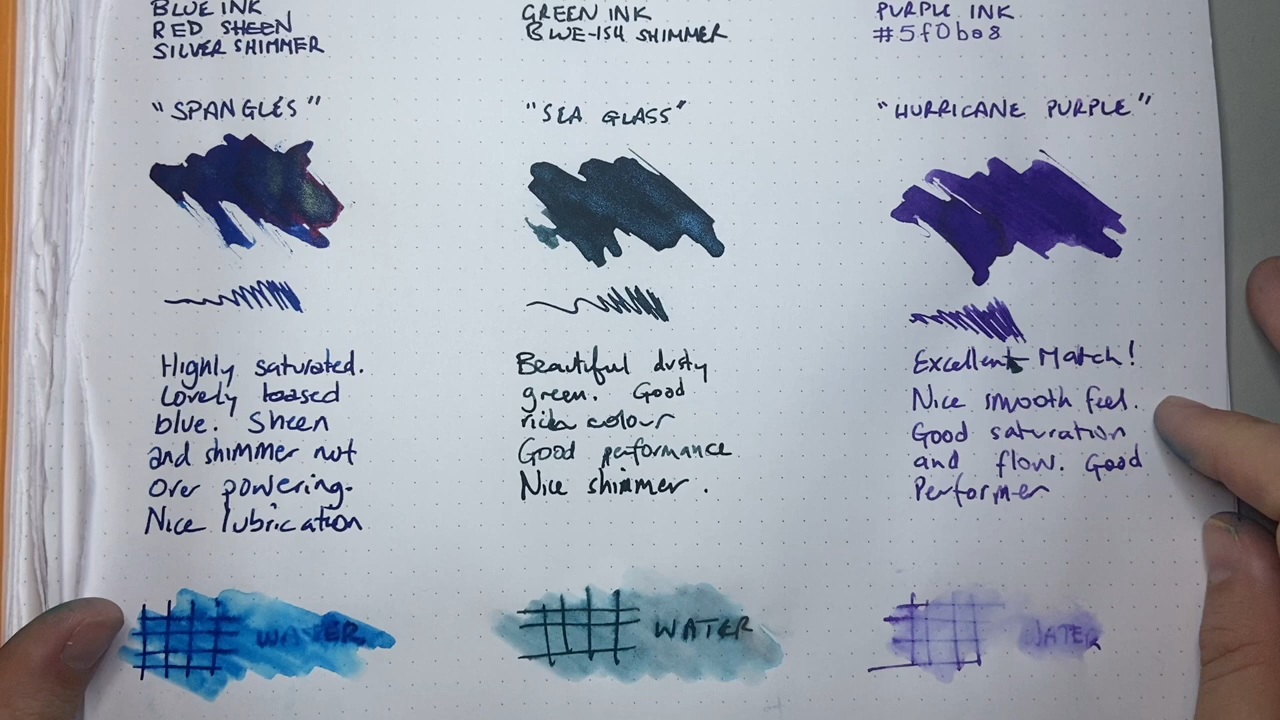 BLUE INK
RED SHEEN
SILVER SHIMMER
"SPANGLES"
Highly saturated.
Lovely based
blue. Sheen
and shimmer not
Over powering.
Nice lubrication
WATER
GREEN INK
BLUE-ISH SHIMMER
"SEA GLASS"
Beautiful dusty
green. Good
rich colour
Good performance
Nice shimmer.
WATER
PURPLE INK
#5f0be8
"HURRICANE PURPLE"
Excellent Match!
Nice smooth feel.
Good saturation
and flow. Good
Performer
WATER